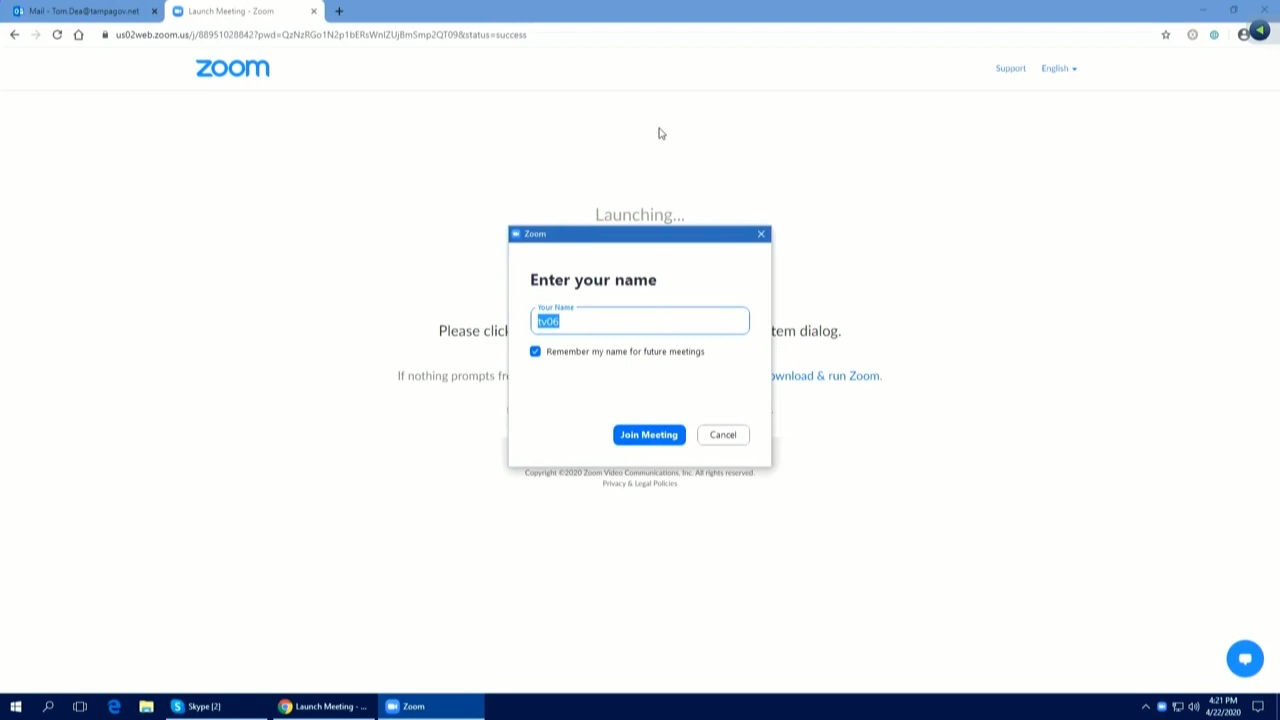 Mail - Tom.Dea@tampagov.net
Launch Meeting - Zoom
us02web.zoom.us/j/88951028842?pwd=QzNzRGo1N2p1bERsWnlZUjBmSmp2QT09&status=success
zoom
Support
English
Launching...
Zoom
Enter your name
Your Name
tv06
Please click
tem dialog.
Remember my name for future meetings
If nothing prompts fr
ownload & run Zoom.
Join Meeting
Cancel
Copyright ©2020 Zoom Video Communications, Inc. All rights reserved.
Privacy & Legal Policies
Skype [2]
Launch Meeting - ...
Zoom
4:21 PM
4/22/2020